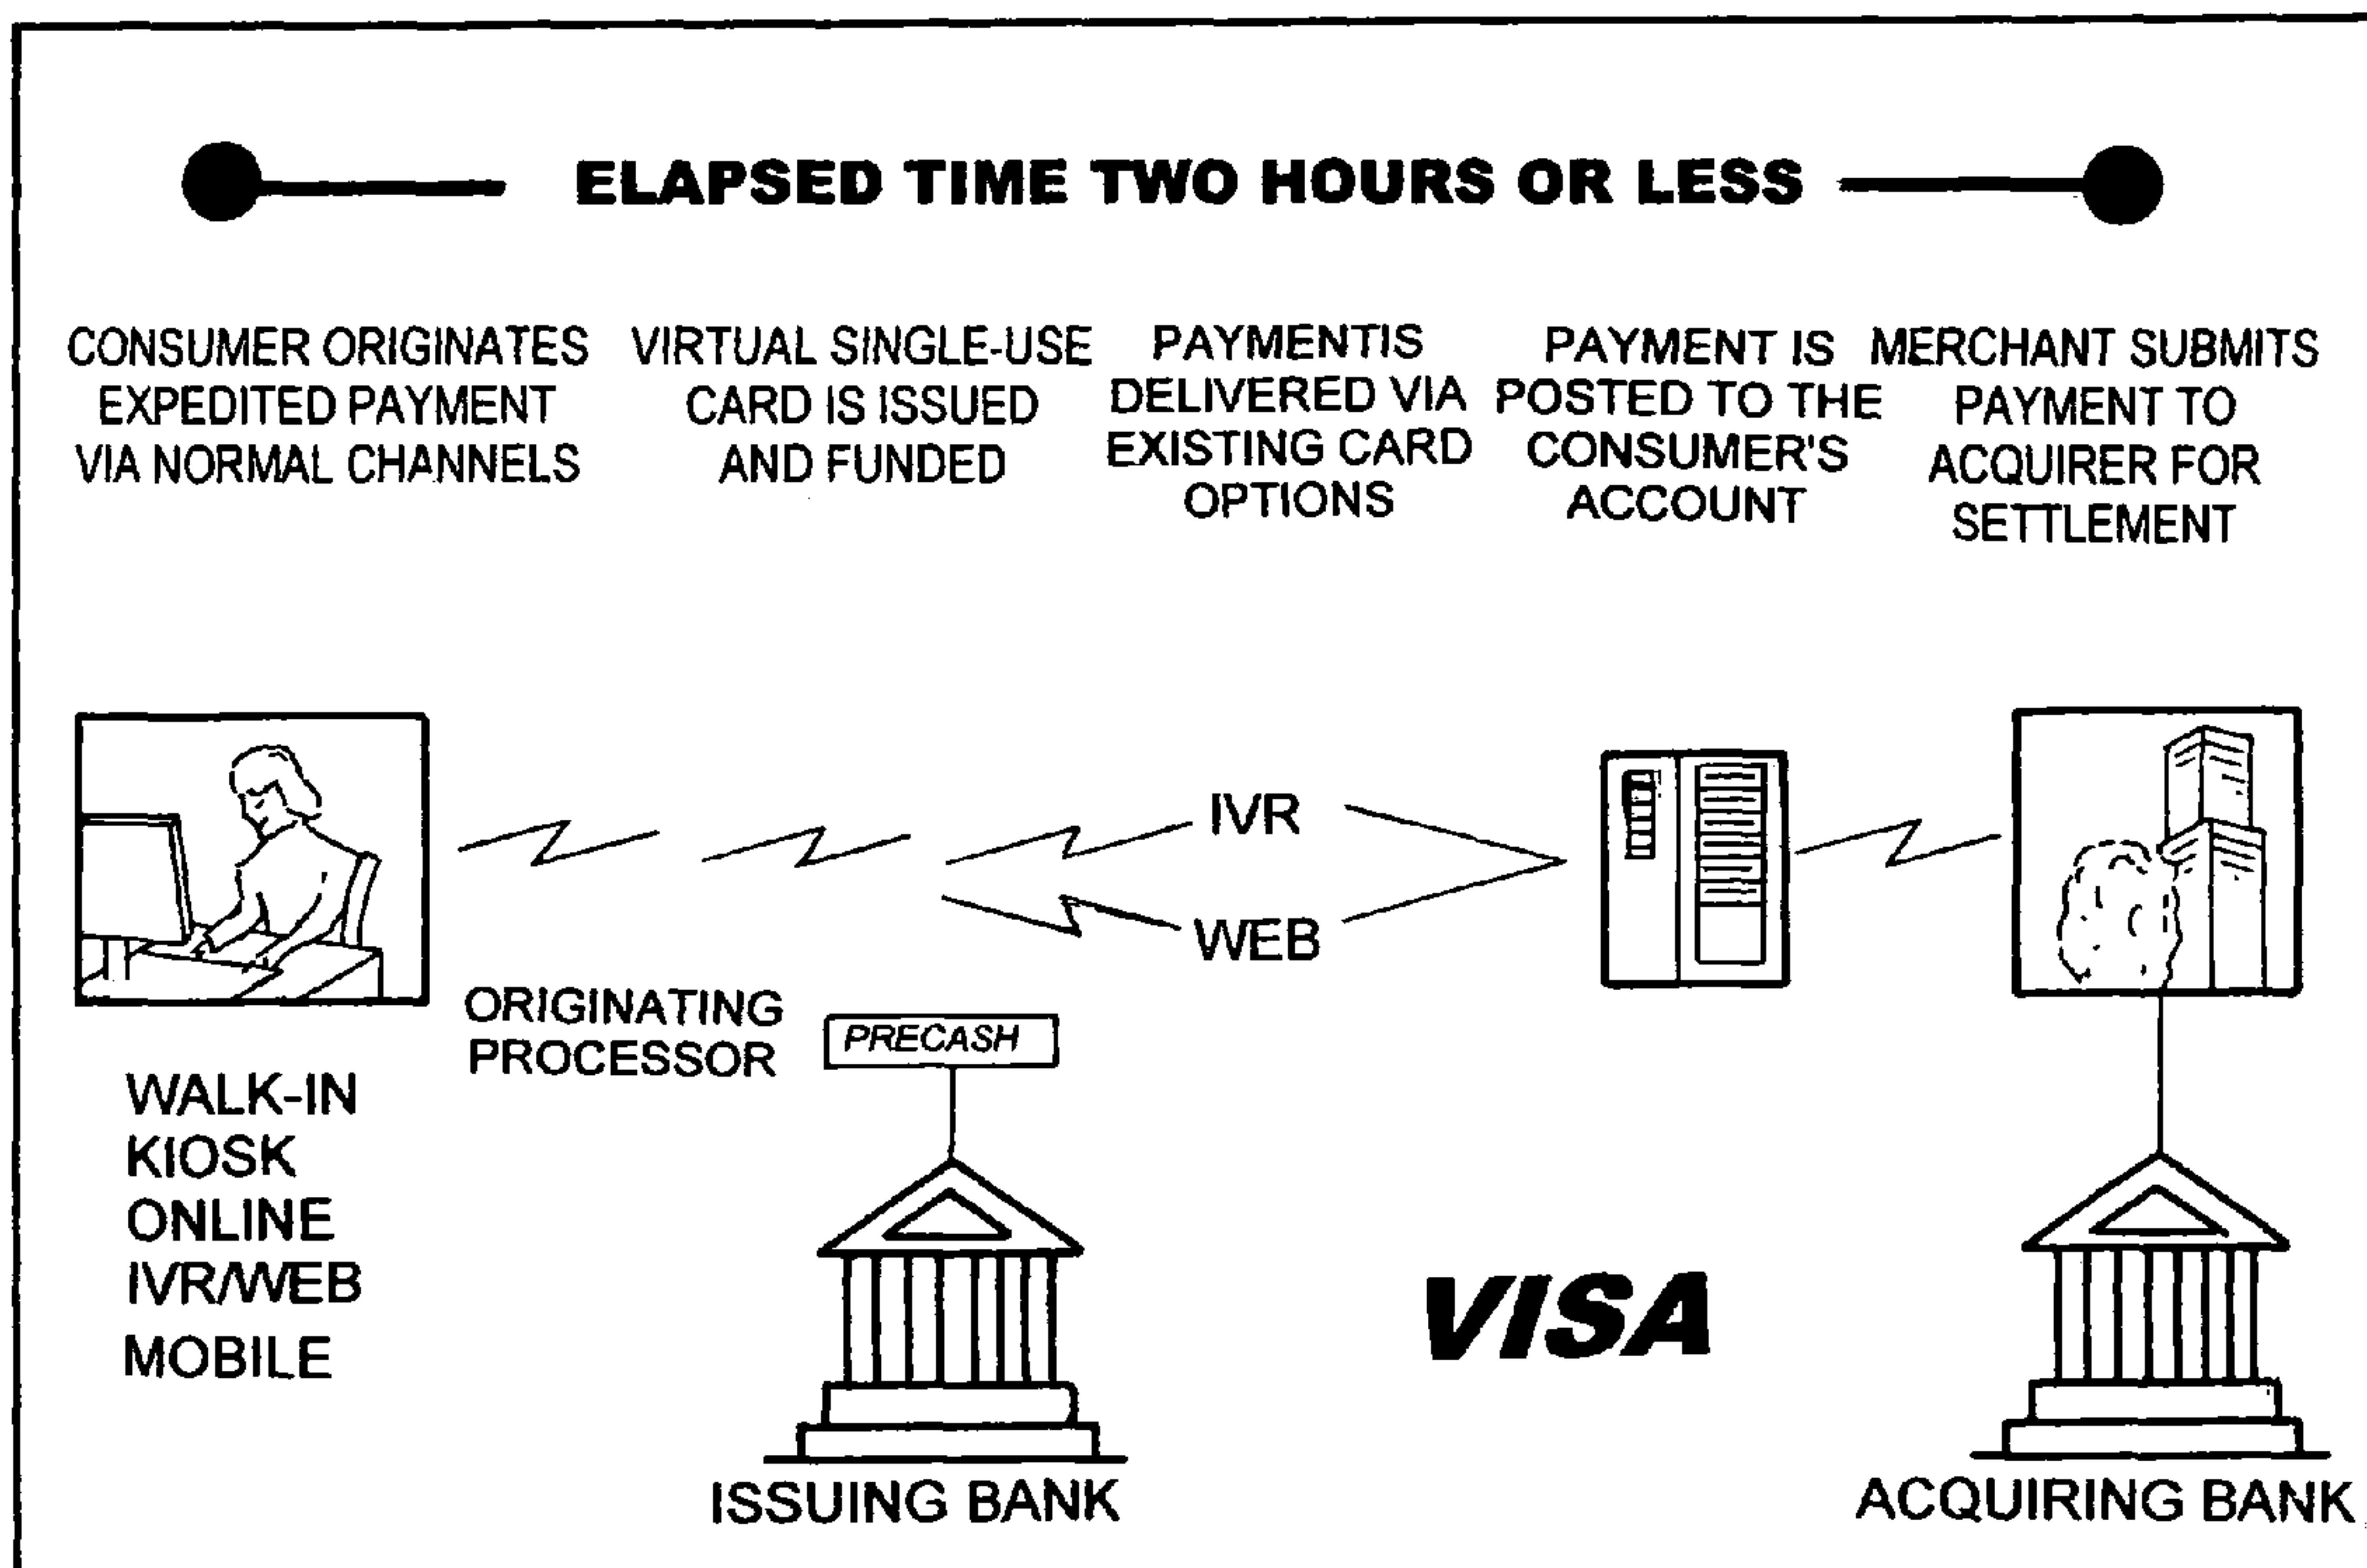 ELAPSED TIME TWO HOURS OR LESS
CONSUMER ORIGINATES
EXPEDITED PAYMENT
VIA NORMAL CHANNELS
VIRTUAL SINGLE-USE
CARD IS ISSUED
AND FUNDED
PAYMENTIS
DELIVERED VIA
EXISTING CARD
OPTIONS
PAYMENT IS
POSTED TO THE
CONSUMER'S
ACCOUNT
MERCHANT SUBMITS
PAYMENT TO
ACQUIRER FOR
SETTLEMENT
IVR
WEB
ORIGINATING
PROCESSOR
PRECASH
WALK-IN
KIOSK
ONLINE
IVR/WEB
MOBILE
VISA
ISSUING BANK
ACQUIRING BANK